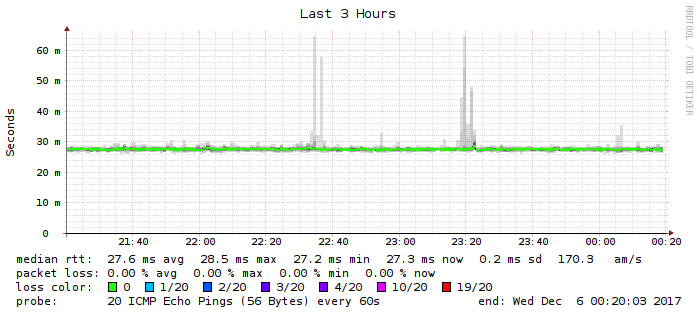 Last 3 Hours
RRDTOOL / TOBI OETIKER
Seconds
60 m
50 m
40 m
30 m
20 m
10 m
0
21:40 22:00 22:20 22:40 23:00 23:20 23:40 00:00 00:20
median rtt: 27.6 ms avg 28.5 ms max 27.2 ms min 27.3 ms now 0.2 ms sd 170.3 am/s
packet loss: 0.00 % avg 0.00 % max 0.00 % min 0.00 % now
loss color: 0 1/20 2/20 3/20 4/20 10/20 19/20
probe: 20 ICMP Echo Pings (56 Bytes) every 60s end: Wed Dec 6 00:20:03 2017